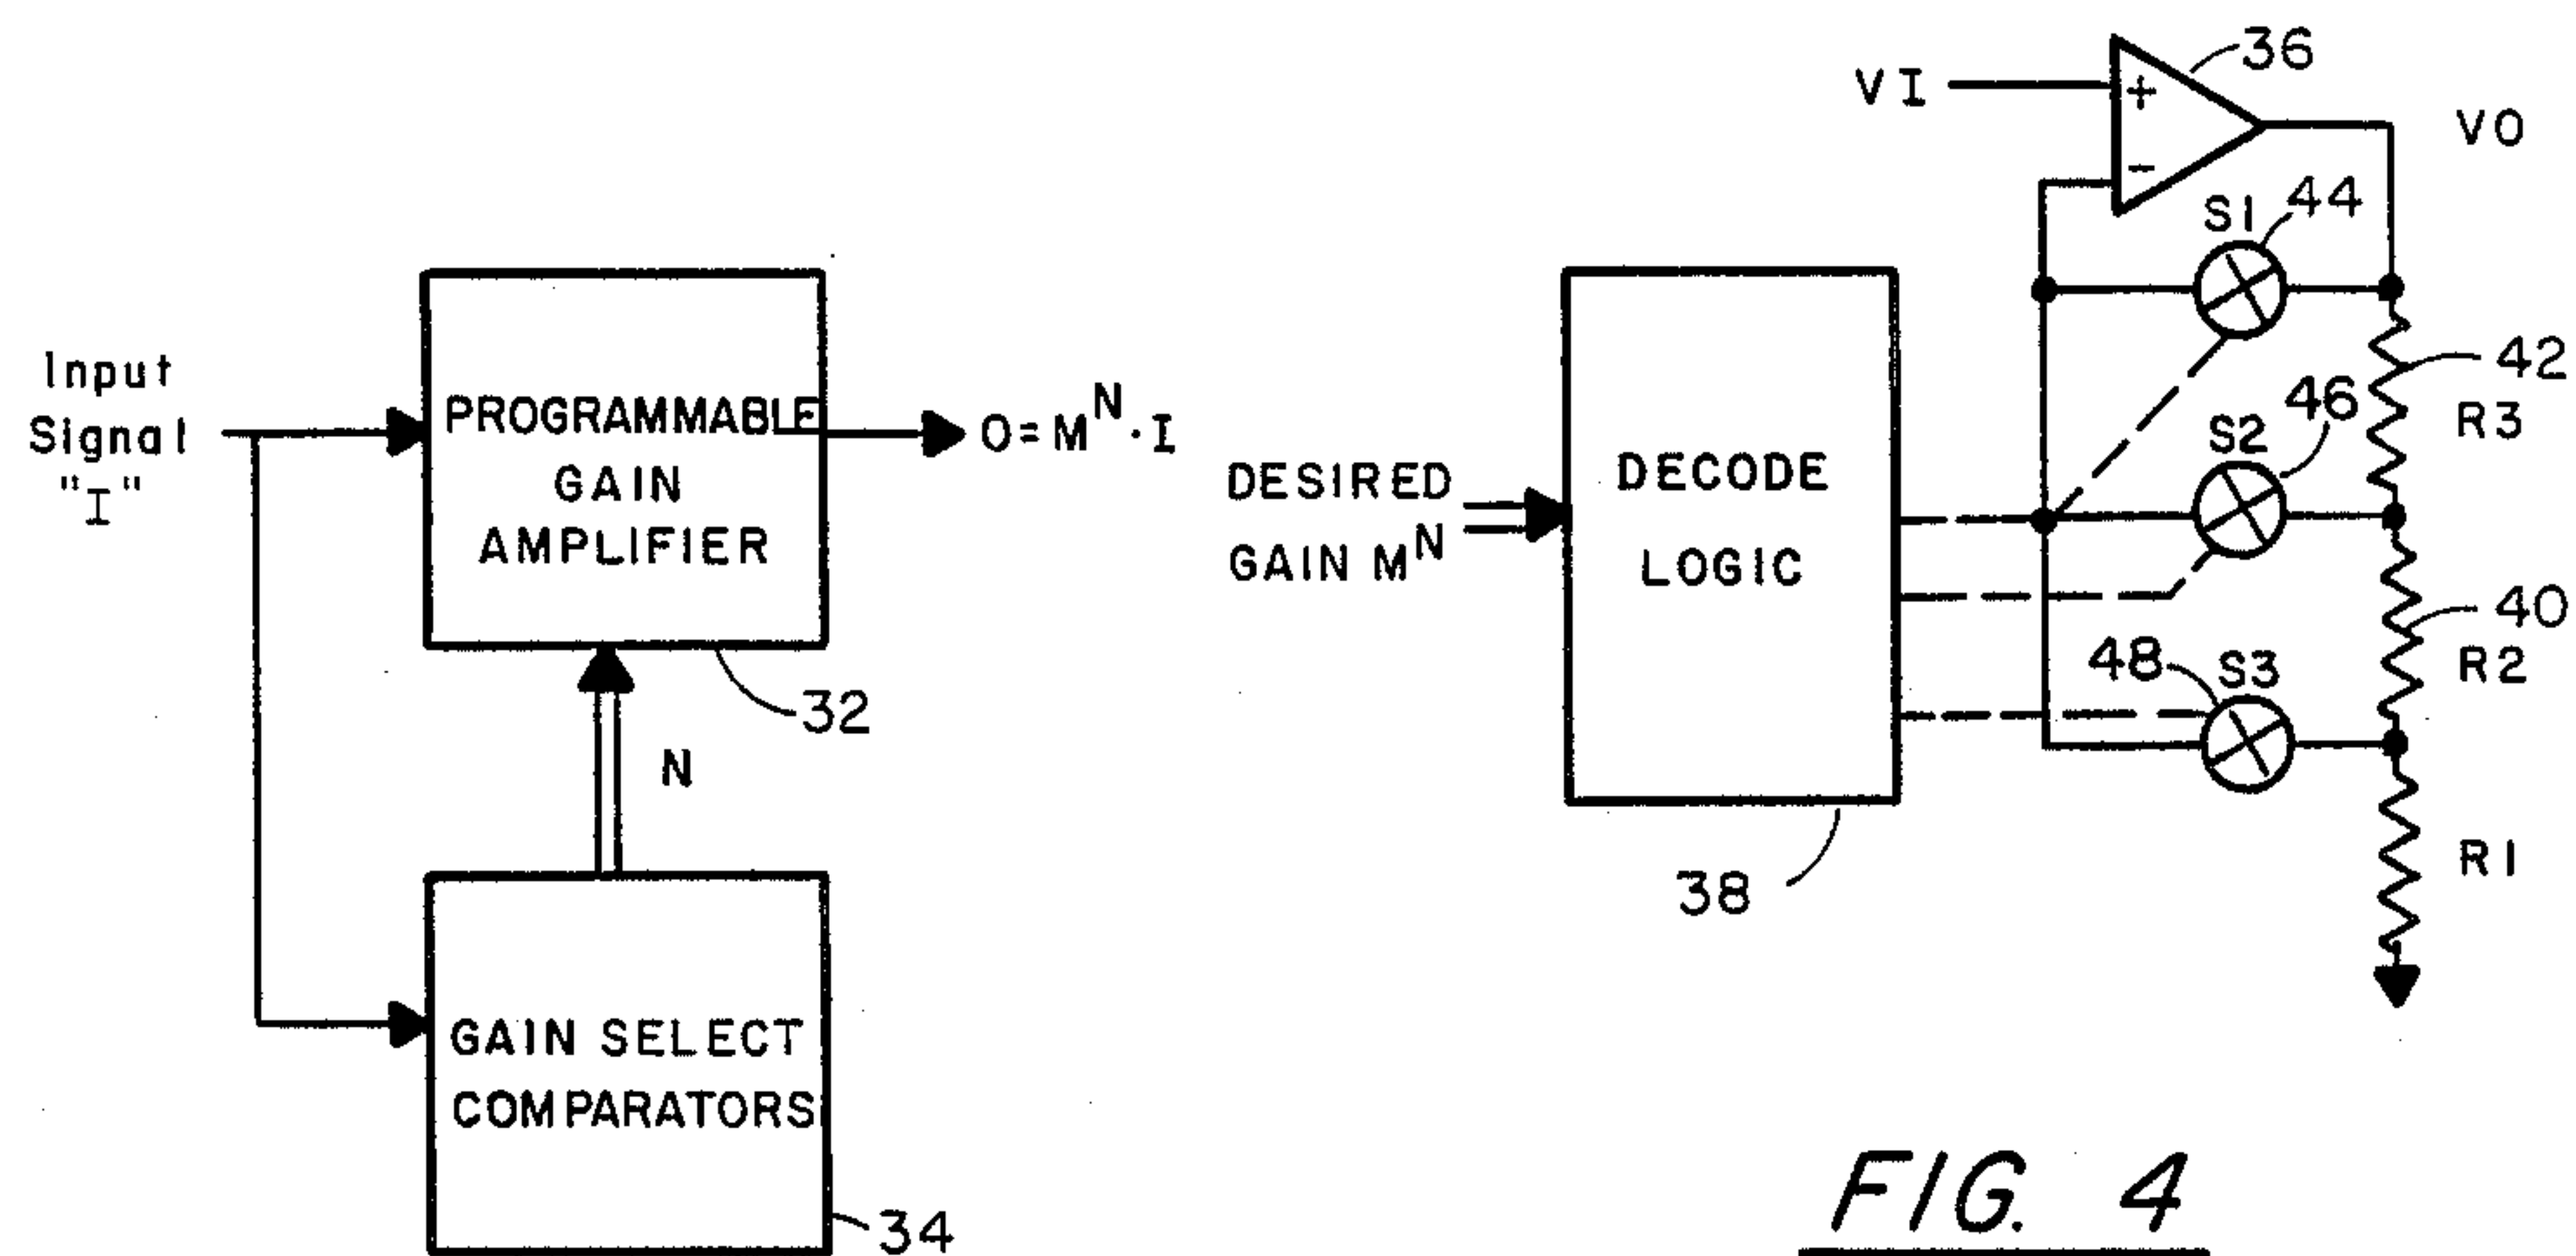 Input
Signal
"I"
PROGRAMMABLE
GAIN
AMPLIFIER
O = M^N · I
32
N
GAIN SELECT
COMPARATORS
34
DESIRED
GAIN M^N
DECODE
LOGIC
38
VI
+
-
36
VO
S1
44
42
R3
S2
46
40
R2
48
S3
R1
FIG. 4